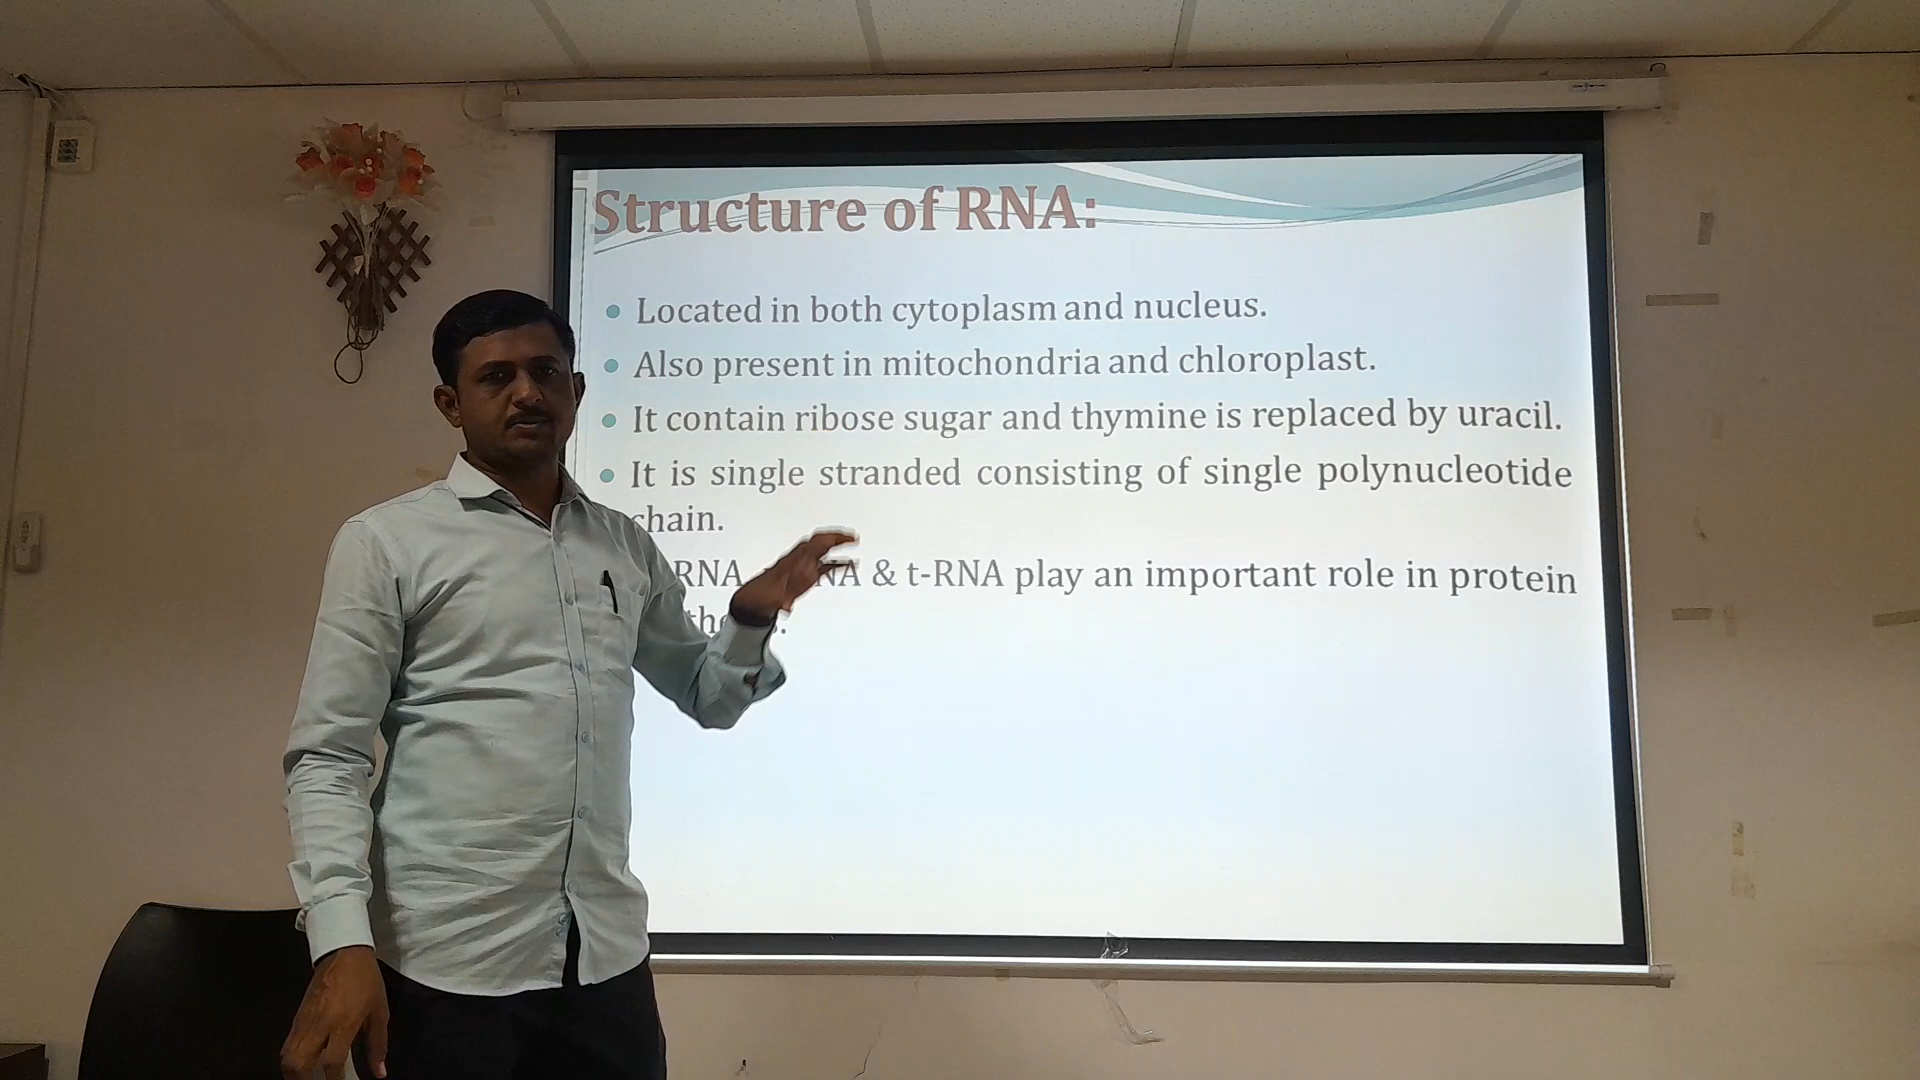 Structure of RNA:
• Located in both cytoplasm and nucleus.
• Also present in mitochondria and chloroplast.
• It contain ribose sugar and thymine is replaced by uracil.
• It is single stranded consisting of single polynucleotide
chain.
RNA & t-RNA play an important role in protein